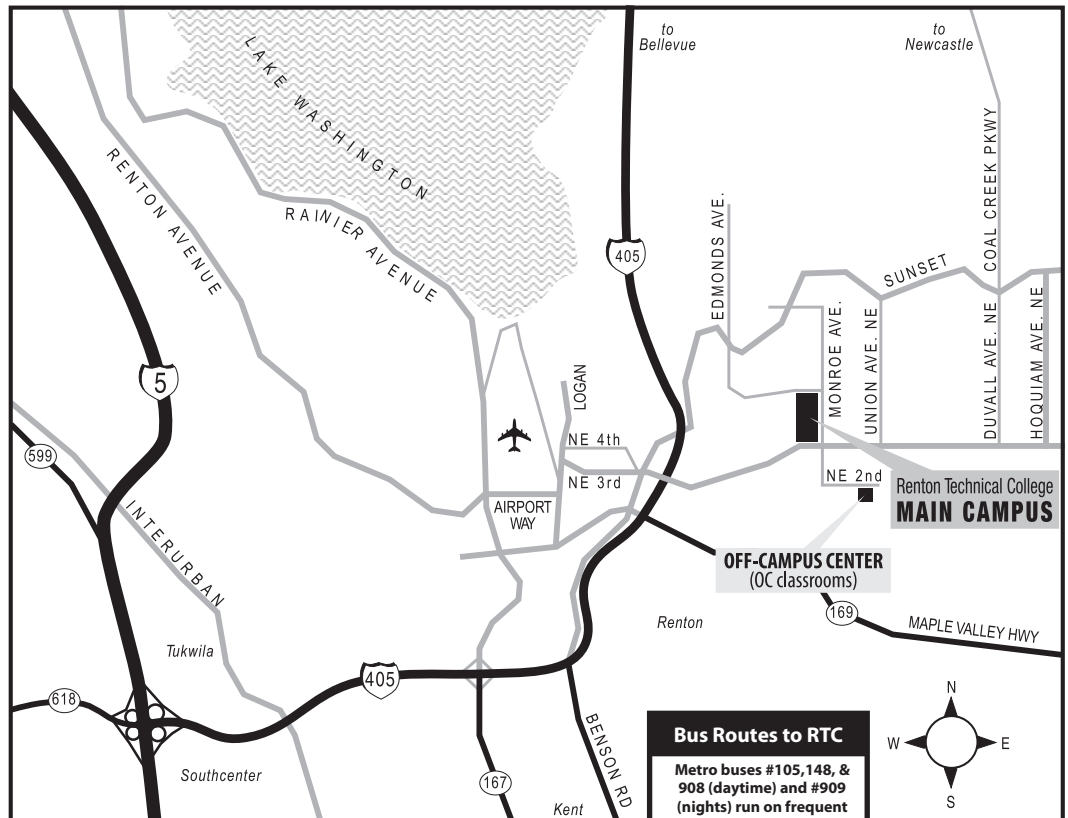 to
Bellevue
to
Newcastle
LAKE WASHINGTON
RENTON AVENUE
RAINIER AVENUE
405
EDMONDS AVE.
SUNSET
COAL CREEK PKWY
MONROE AVE.
UNION AVE. NE
DUVALL AVE. NE
HOQUIAM AVE. NE
5
LOGAN
NE 4th
NE 3rd
599
AIRPORT
WAY
NE 2nd
Renton Technical College
MAIN CAMPUS
INTERURBAN
OFF-CAMPUS CENTER
(OC classrooms)
169
MAPLE VALLEY HWY
Renton
Tukwila
405
618
Southcenter
167
BENSON RD
Kent
Bus Routes to RTC
Metro buses #105,148, &
908 (daytime) and #909
(nights) run on frequent
N
W
E
S